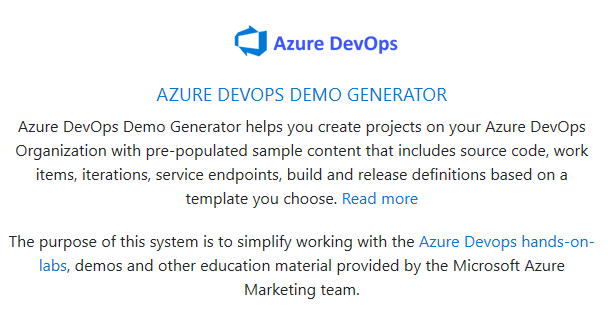 Azure DevOps
AZURE DEVOPS DEMO GENERATOR
Azure DevOps Demo Generator helps you create projects on your Azure DevOps
Organization with pre-populated sample content that includes source code, work
items, iterations, service endpoints, build and release definitions based on a
template you choose. Read more
The purpose of this system is to simplify working with the Azure Devops hands-on-
labs, demos and other education material provided by the Microsoft Azure
Marketing team.